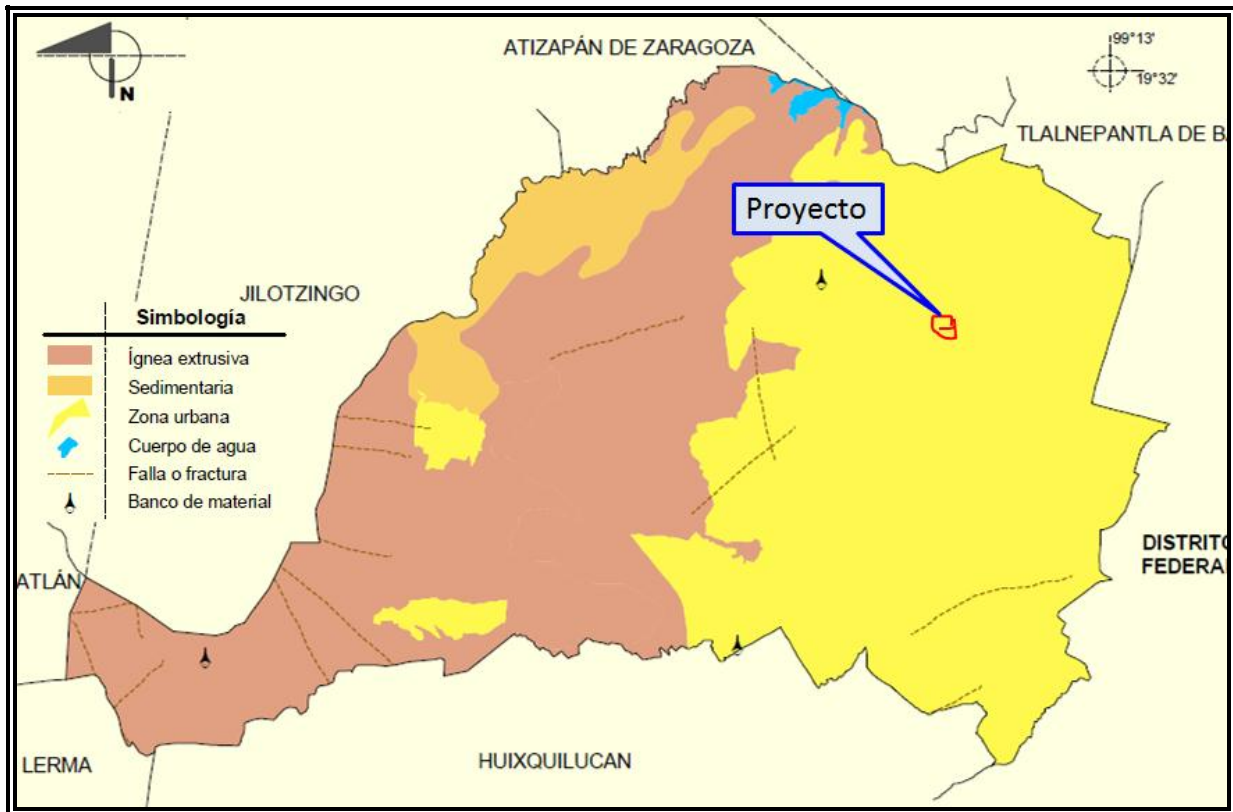 ATIZAPÁN DE ZARAGOZA
99°13'
19°32'
N
TLALNEPANTLA DE B
Proyecto
JILOTZINGO
Simbología
Ígnea extrusiva
Sedimentaria
Zona urbana
Cuerpo de agua
Falla o fractura
Banco de material
DISTRITO
FEDERA
ATLÁN
LERMA
HUIXQUILUCAN